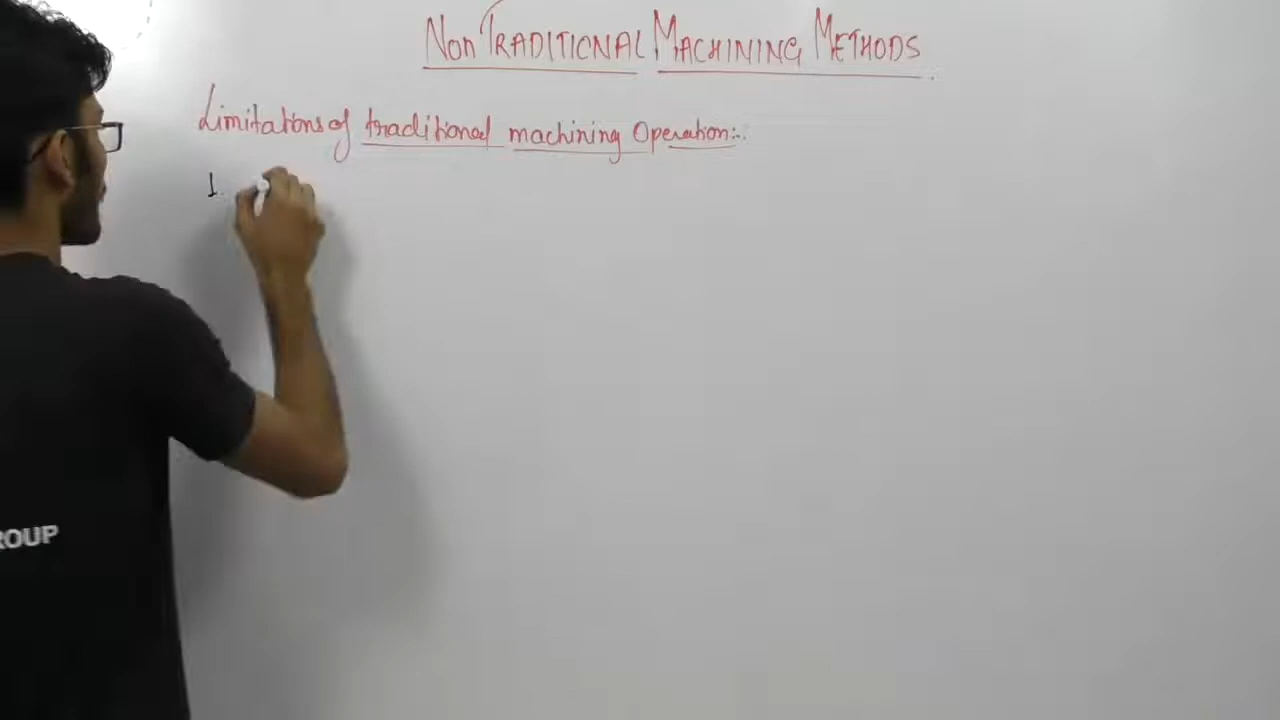 Non Traditional Machining Methods
Limitations of traditional machining Operation:-
1.
ROUP